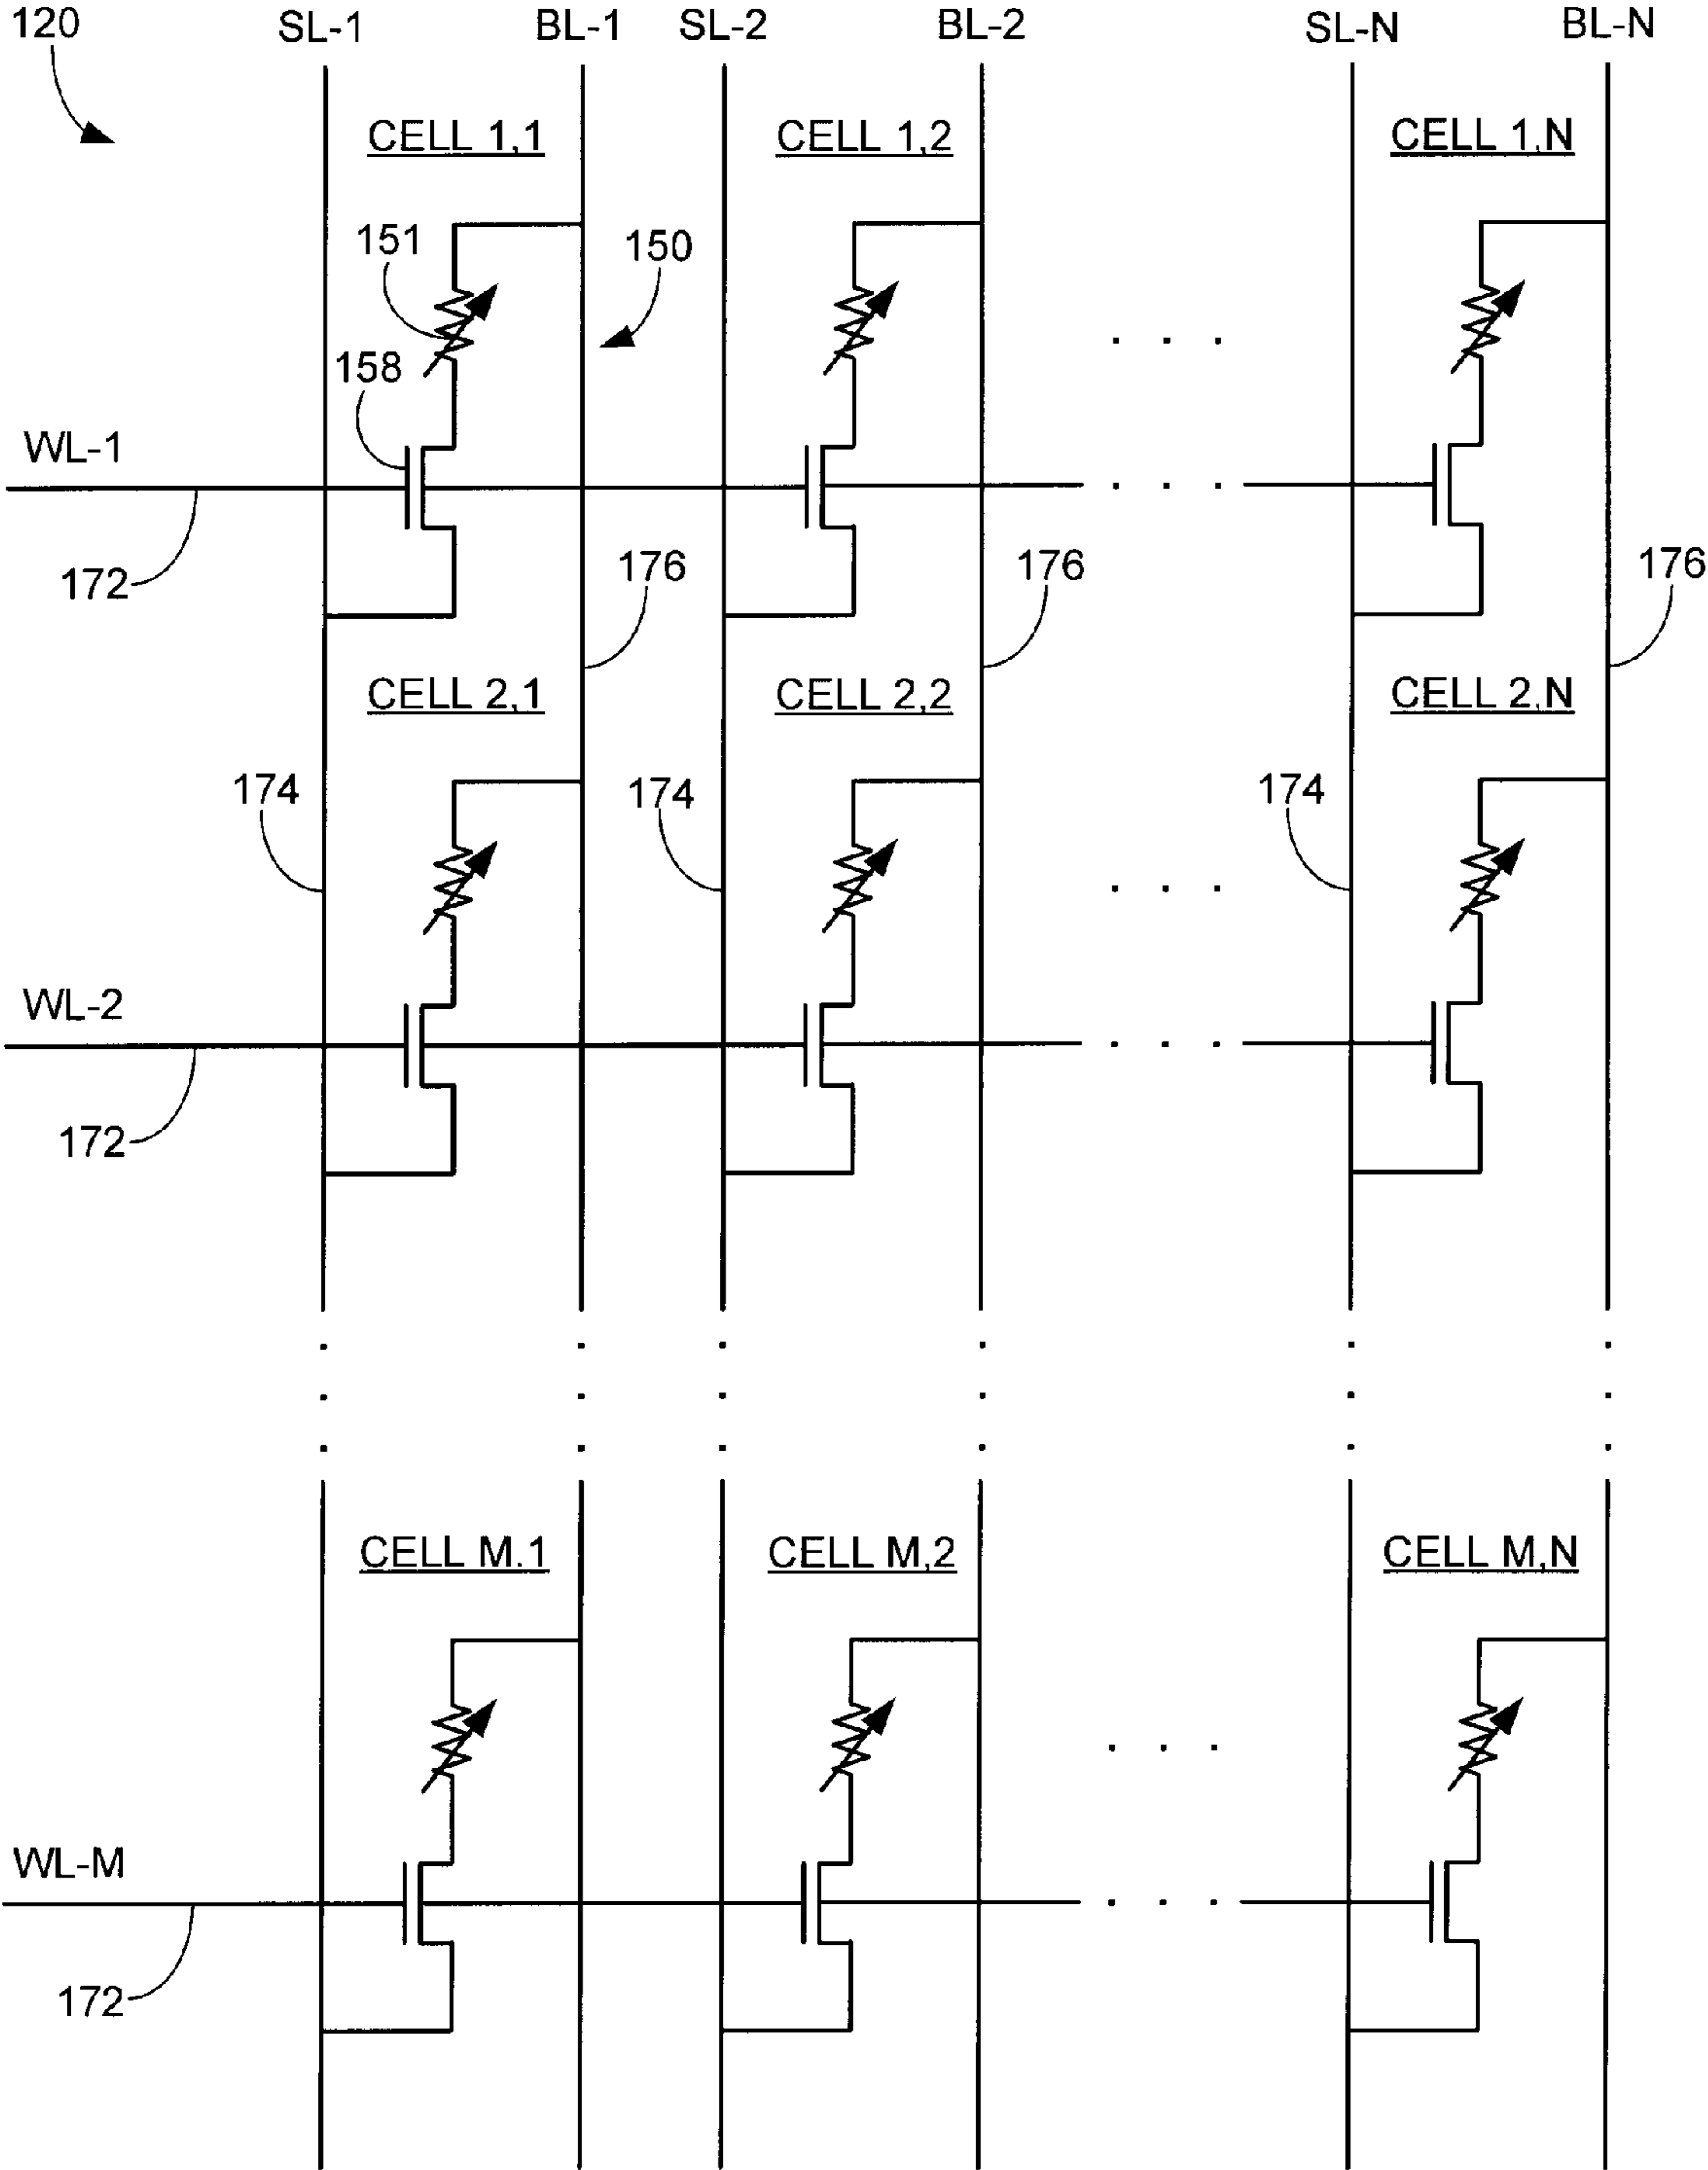 120
SL-1 BL-1 SL-2 BL-2 SL-N BL-N
CELL 1,1 CELL 1,2 CELL 1,N
151 150
158
WL-1
172 176 176 176
CELL 2,1 CELL 2,2 CELL 2,N
174 174 174
WL-2
172
CELL M.1 CELL M,2 CELL M,N
WL-M
172